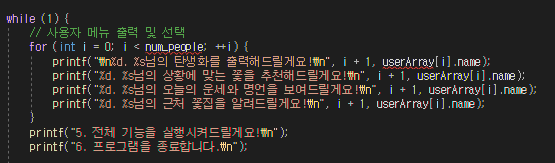 while (1) {
// 사용자 메뉴 출력 및 선택
for (int i = 0; i < num_people; ++i) {
printf("₩n%d. %s님의 탄생화를 출력해드릴게요!₩n", i + 1, userArray[i].name);
printf("%d. %s님의 상황에 맞는 꽃을 추천해드릴게요!₩n", i + 1, userArray[i].name);
printf("%d. %s님의 오늘의 운세와 명언을 보여드릴게요!₩n", i + 1, userArray[i].name);
printf("%d. %s님의 근처 꽃집을 알려드릴게요!₩n", i + 1, userArray[i].name);
}
printf("5. 전체 기능을 실행시켜드릴게요!₩n");
printf("6. 프로그램을 종료합니다.₩n");